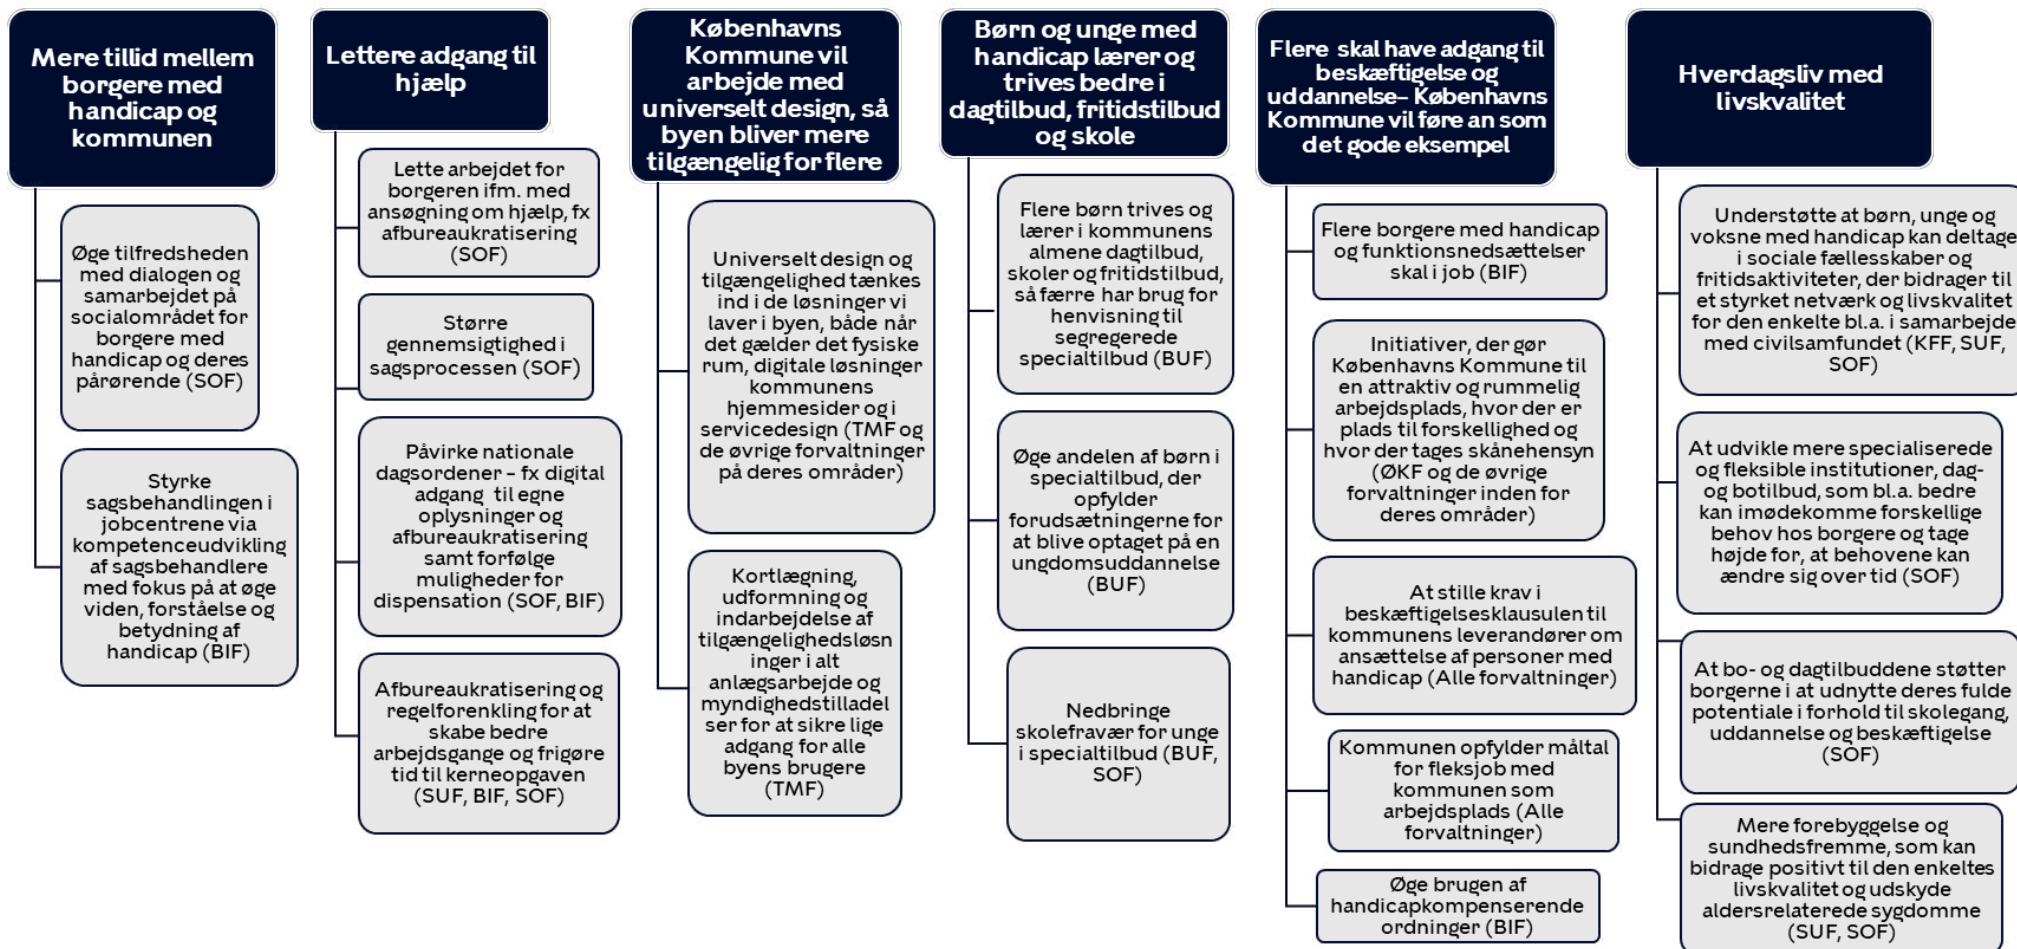 Mere tillid mellem
borgere med
handicap og
kommunen
Øge tilfredsheden
med dialogen og
samarbejdet på
socialområdet for
borgere med
handicap og deres
pårørende (SOF)
Styrke
sagsbehandlingen i
jobcentrene via
kompetenceudvikling
af sagsbehandlere
med fokus på at øge
viden, forståelse og
betydning af
handicap (BIF)
Lettere adgang til
hjælp
Lette arbejdet for
borgeren ifm. med
ansøgning om hjælp, fx
afbureaukratisering
(SOF)
Større
gennemsigtighed i
sagsprocessen (SOF)
Påvirke nationale
dagsordener - fx digital
adgang til egne
oplysninger og
afbureaukratisering
samt forfølge
muligheder for
dispensation (SOF, BIF)
Afbureaukratisering og
regelforenkling for at
skabe bedre
arbejdsgange og frigøre
tid til kerneopgaven
(SUF, BIF, SOF)
Københavns
Kommune vil
arbejde med
universelt design, så
byen bliver mere
tilgængelig for flere
Universelt design og
tilgængelighed tænkes
ind i de løsninger vi
laver i byen, både når
det gælder det fysiske
rum, digitale løsninger
kommunens
hjemmesider og i
servicedesign (TMF og
de øvrige forvaltninger
på deres områder)
Kortlægning,
udformning og
indarbejdelse af
tilgængelighedsløsn
inger i alt
anlægsarbejde og
myndighedstilladel
ser for at sikre lige
adgang for alle
byens brugere
(TMF)
Børn og unge med
handicap lærer og
trives bedre i
dagtilbud, fritidstilbud
og skole
Flere børn trives og
lærer i kommunens
almene dagtilbud,
skoler og fritidstilbud,
så færre har brug for
henvisning til
segregerede
specialtilbud (BUF)
Øge andelen af børn i
specialtilbud, der
opfylder
forudsætningerne for
at blive optaget på en
ungdomsuddannelse
(BUF)
Nedbringe
skolefravær for unge
i specialtilbud (BUF,
SOF)
Flere skal have adgang til
beskæftigelse og
uddannelse– Københavns
Kommune vil føre an som
det gode eksempel
Flere borgere med handicap
og funktionsnedsættelser
skal i job (BIF)
Initiativer, der gør
Københavns Kommune til
en attraktiv og rummelig
arbejdsplads, hvor der er
plads til forskellighed og
hvor der tages skånehensyn
(ØKF og de øvrige
forvaltninger inden for
deres områder)
At stille krav i
beskæftigelsesklausulen til
kommunens leverandører om
ansættelse af personer med
handicap (Alle forvaltninger)
Kommunen opfylder måltal
for fleksjob med
kommunen som
arbejdsplads (Alle
forvaltninger)
Øge brugen af
handicapkompenserende
ordninger (BIF)
Hverdagsliv med
livskvalitet
Understøtte at børn, unge og
voksne med handicap kan deltage
i sociale fællesskaber og
fritidsaktiviteter, der bidrager til
et styrket netværk og livskvalitet
for den enkelte bl.a. i samarbejde
med civilsamfundet (KFF, SUF,
SOF)
At udvikle mere specialiserede
og fleksible institutioner, dag-
og botilbud, som bl.a. bedre
kan imødekomme forskellige
behov hos borgere og tage
højde for, at behovene kan
ændre sig over tid (SOF)
At bo- og dagtilbuddene støtter
borgerne i at udnytte deres fulde
potentiale i forhold til skolegang,
uddannelse og beskæftigelse
(SOF)
Mere forebyggelse og
sundhedsfremme, som kan
bidrage positivt til den enkeltes
livskvalitet og udskyde
aldersrelaterede sygdomme
(SUF, SOF)